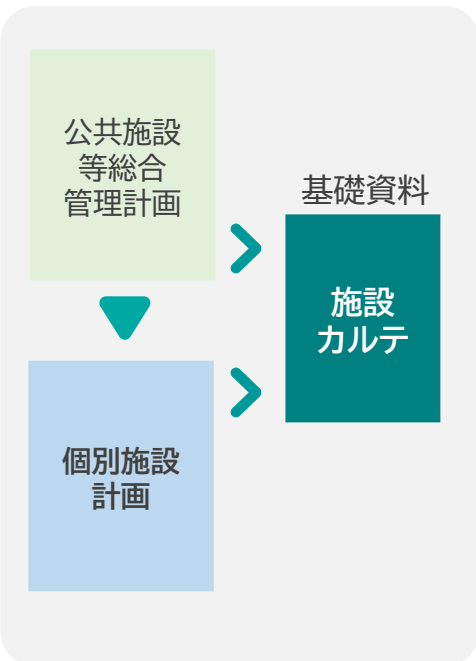 公共施設
等総合
管理計画
基礎資料
施設
カルテ
個別施設
計画